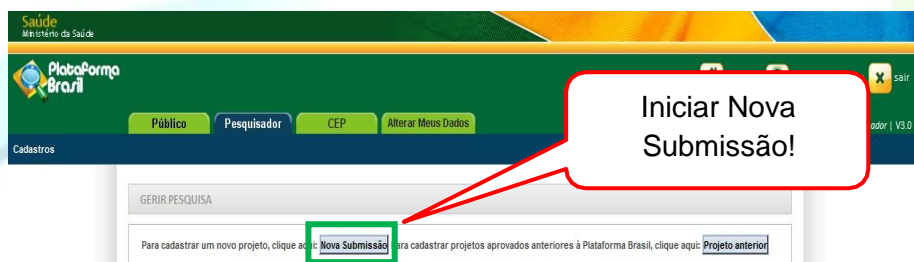 Saúde
Ministério da Saúde
Plataforma
Brasil
sair
Público Pesquisador CEP Alterar Meus Dados
ador | V3.0
Cadastros
Iniciar Nova
Submissão!
GERIR PESQUISA
Para cadastrar um novo projeto, clique aqui: Nova Submissão Para cadastrar projetos aprovados anteriores à Plataforma Brasil, clique aqui: Projeto anterior